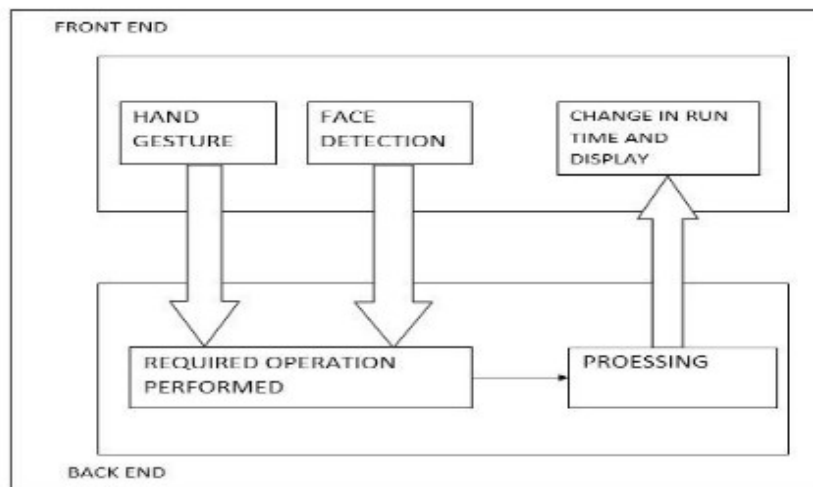 FRONT END
HAND
GESTURE
FACE
DETECTION
CHANGE IN RUN
TIME AND
DISPLAY
REQUIRED OPERATION
PERFORMED
PROESSING
BACK END